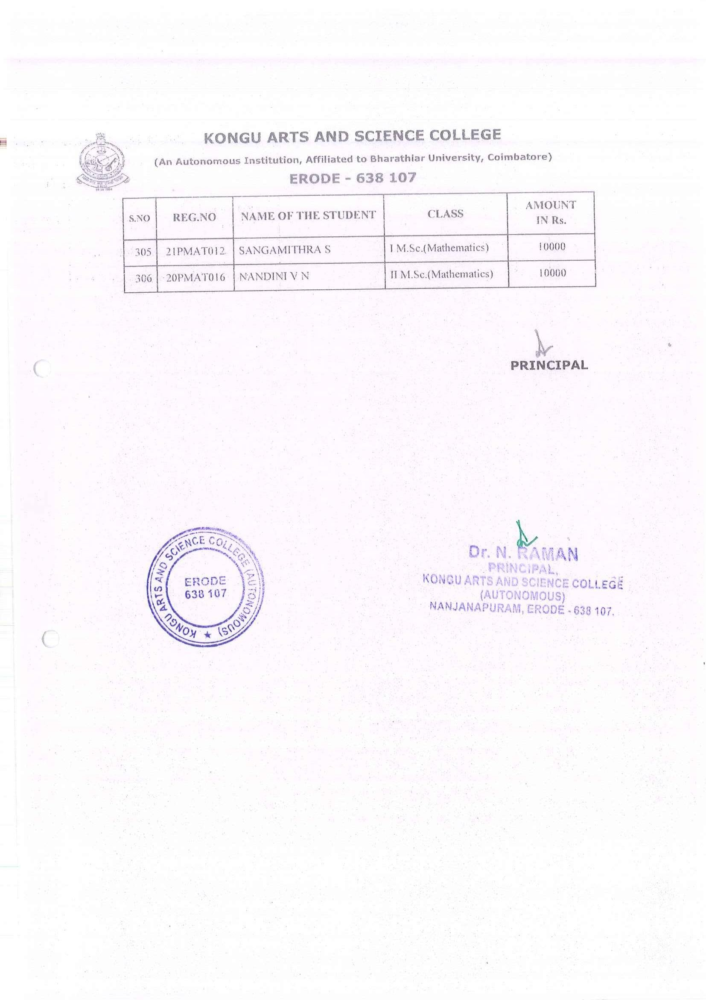 KONGU ARTS AND SCIENCE COLLEGE
(An Autonomous Institution, Affiliated to Bharathiar University, Coimbatore)
ERODE - 638 107
S.NO REG.NO NAME OF THE STUDENT CLASS AMOUNT IN Rs.
305 21PMAT012 SANGAMITHRA S I M.Sc.(Mathematics) 10000
306 20PMAT016 NANDINI V N II M.Sc.(Mathematics) 10000
PRINCIPAL
KONGU ARTS AND SCIENCE COLLEGE (AUTONOMOUS) ★
ERODE
638 107
Dr. N. RAMAN
PRINCIPAL,
KONGU ARTS AND SCIENCE COLLEGE
(AUTONOMOUS)
NANJANAPURAM, ERODE - 638 107.